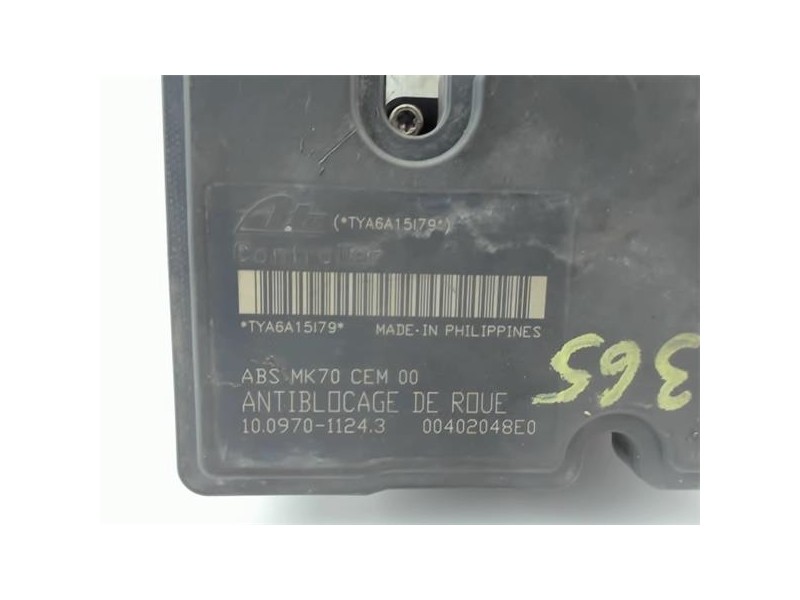 Ate (*TYA6A15I79*)
Controller
*TYA6A15I79* MADE-IN PHILIPPINES
ABS MK70 CEM 00
ANTIBLOCAGE DE ROUE
10.0970-1124.3 00402048E0
365